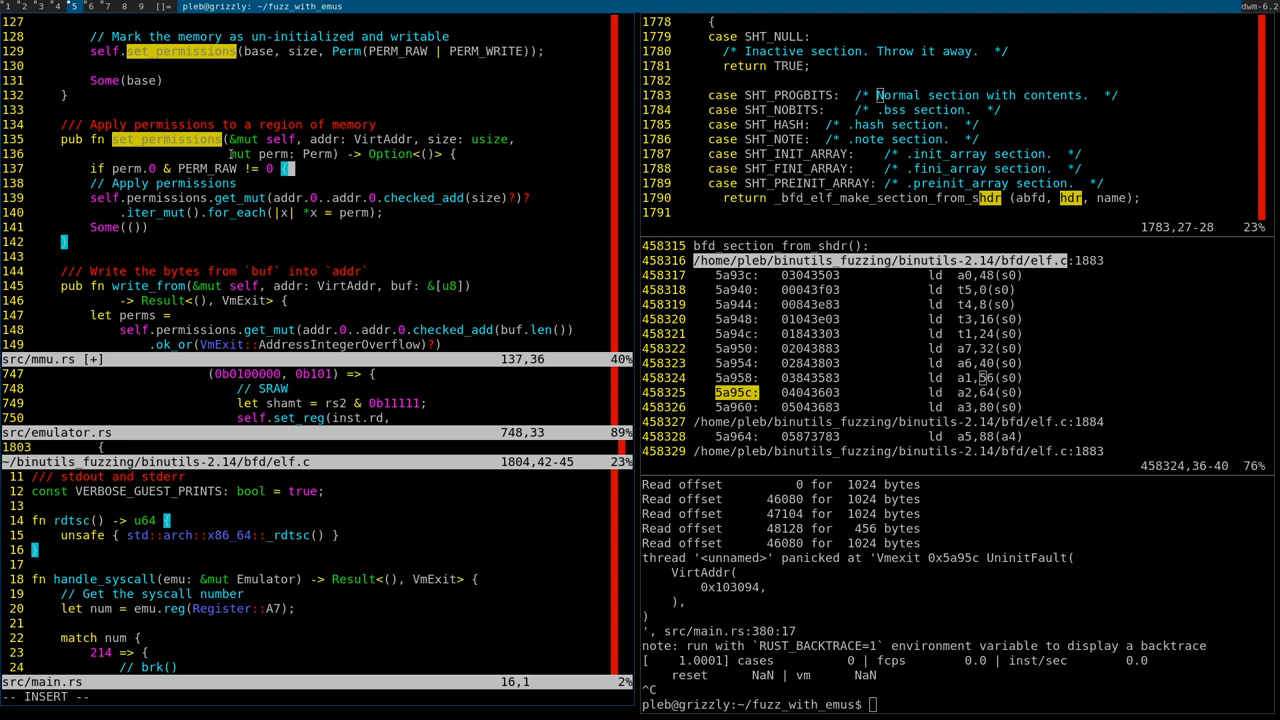 1 2 3 4 5 6 7 8 9 []= pleb@grizzly: ~/fuzz_with_emus dwm-6.2
127
128 // Mark the memory as un-initialized and writable
129 self.set_permissions(base, size, Perm(PERM_RAW | PERM_WRITE));
130
131 Some(base)
132 }
133
134 /// Apply permissions to a region of memory
135 pub fn set_permissions(&mut self, addr: VirtAddr, size: usize,
136 mut perm: Perm) -> Option<()> {
137 if perm.0 & PERM_RAW != 0 {
138 // Apply permissions
139 self.permissions.get_mut(addr.0..addr.0.checked_add(size)?)?
140 .iter_mut().for_each(|x| *x = perm);
141 Some(())
142 }
143
144 /// Write the bytes from `buf` into `addr`
145 pub fn write_from(&mut self, addr: VirtAddr, buf: &[u8])
146 -> Result<(), VmExit> {
147 let perms =
148 self.permissions.get_mut(addr.0..addr.0.checked_add(buf.len())
149 .ok_or(VmExit::AddressIntegerOverflow)?)
src/mmu.rs [+] 137,36 40%
747 (0b0100000, 0b101) => {
748 // SRAW
749 let shamt = rs2 & 0b11111;
750 self.set_reg(inst.rd,
src/emulator.rs 748,33 89%
1803 {
~/binutils_fuzzing/binutils-2.14/bfd/elf.c 1804,42-45 23%
11 /// stdout and stderr
12 const VERBOSE_GUEST_PRINTS: bool = true;
13
14 fn rdtsc() -> u64 {
15 unsafe { std::arch::x86_64::_rdtsc() }
16 }
17
18 fn handle_syscall(emu: &mut Emulator) -> Result<(), VmExit> {
19 // Get the syscall number
20 let num = emu.reg(Register::A7);
21
22 match num {
23 214 => {
24 // brk()
src/main.rs 16,1 2%
-- INSERT --
1778 {
1779 case SHT_NULL:
1780 /* Inactive section. Throw it away. */
1781 return TRUE;
1782
1783 case SHT_PROGBITS: /* Normal section with contents. */
1784 case SHT_NOBITS: /* .bss section. */
1785 case SHT_HASH: /* .hash section. */
1786 case SHT_NOTE: /* .note section. */
1787 case SHT_INIT_ARRAY: /* .init_array section. */
1788 case SHT_FINI_ARRAY: /* .fini_array section. */
1789 case SHT_PREINIT_ARRAY: /* .preinit_array section. */
1790 return _bfd_elf_make_section_from_shdr (abfd, hdr, name);
1791
1783,27-28 23%
458315 bfd_section_from_shdr():
458316 /home/pleb/binutils_fuzzing/binutils-2.14/bfd/elf.c:1883
458317 5a93c: 03043503 ld a0,48(s0)
458318 5a940: 00043f03 ld t5,0(s0)
458319 5a944: 00843e83 ld t4,8(s0)
458320 5a948: 01043e03 ld t3,16(s0)
458321 5a94c: 01843303 ld t1,24(s0)
458322 5a950: 02043883 ld a7,32(s0)
458323 5a954: 02843803 ld a6,40(s0)
458324 5a958: 03843583 ld a1,56(s0)
458325 5a95c: 04043603 ld a2,64(s0)
458326 5a960: 05043683 ld a3,80(s0)
458327 /home/pleb/binutils_fuzzing/binutils-2.14/bfd/elf.c:1884
458328 5a964: 05873783 ld a5,88(a4)
458329 /home/pleb/binutils_fuzzing/binutils-2.14/bfd/elf.c:1883
458324,36-40 76%
Read offset 0 for 1024 bytes
Read offset 46080 for 1024 bytes
Read offset 47104 for 1024 bytes
Read offset 48128 for 456 bytes
Read offset 46080 for 1024 bytes
thread '<unnamed>' panicked at 'Vmexit 0x5a95c UninitFault(
VirtAddr(
0x103094,
),
)
', src/main.rs:380:17
note: run with `RUST_BACKTRACE=1` environment variable to display a backtrace
[ 1.0001] cases 0 | fcps 0.0 | inst/sec 0.0
reset NaN | vm NaN
^C
pleb@grizzly:~/fuzz_with_emus$